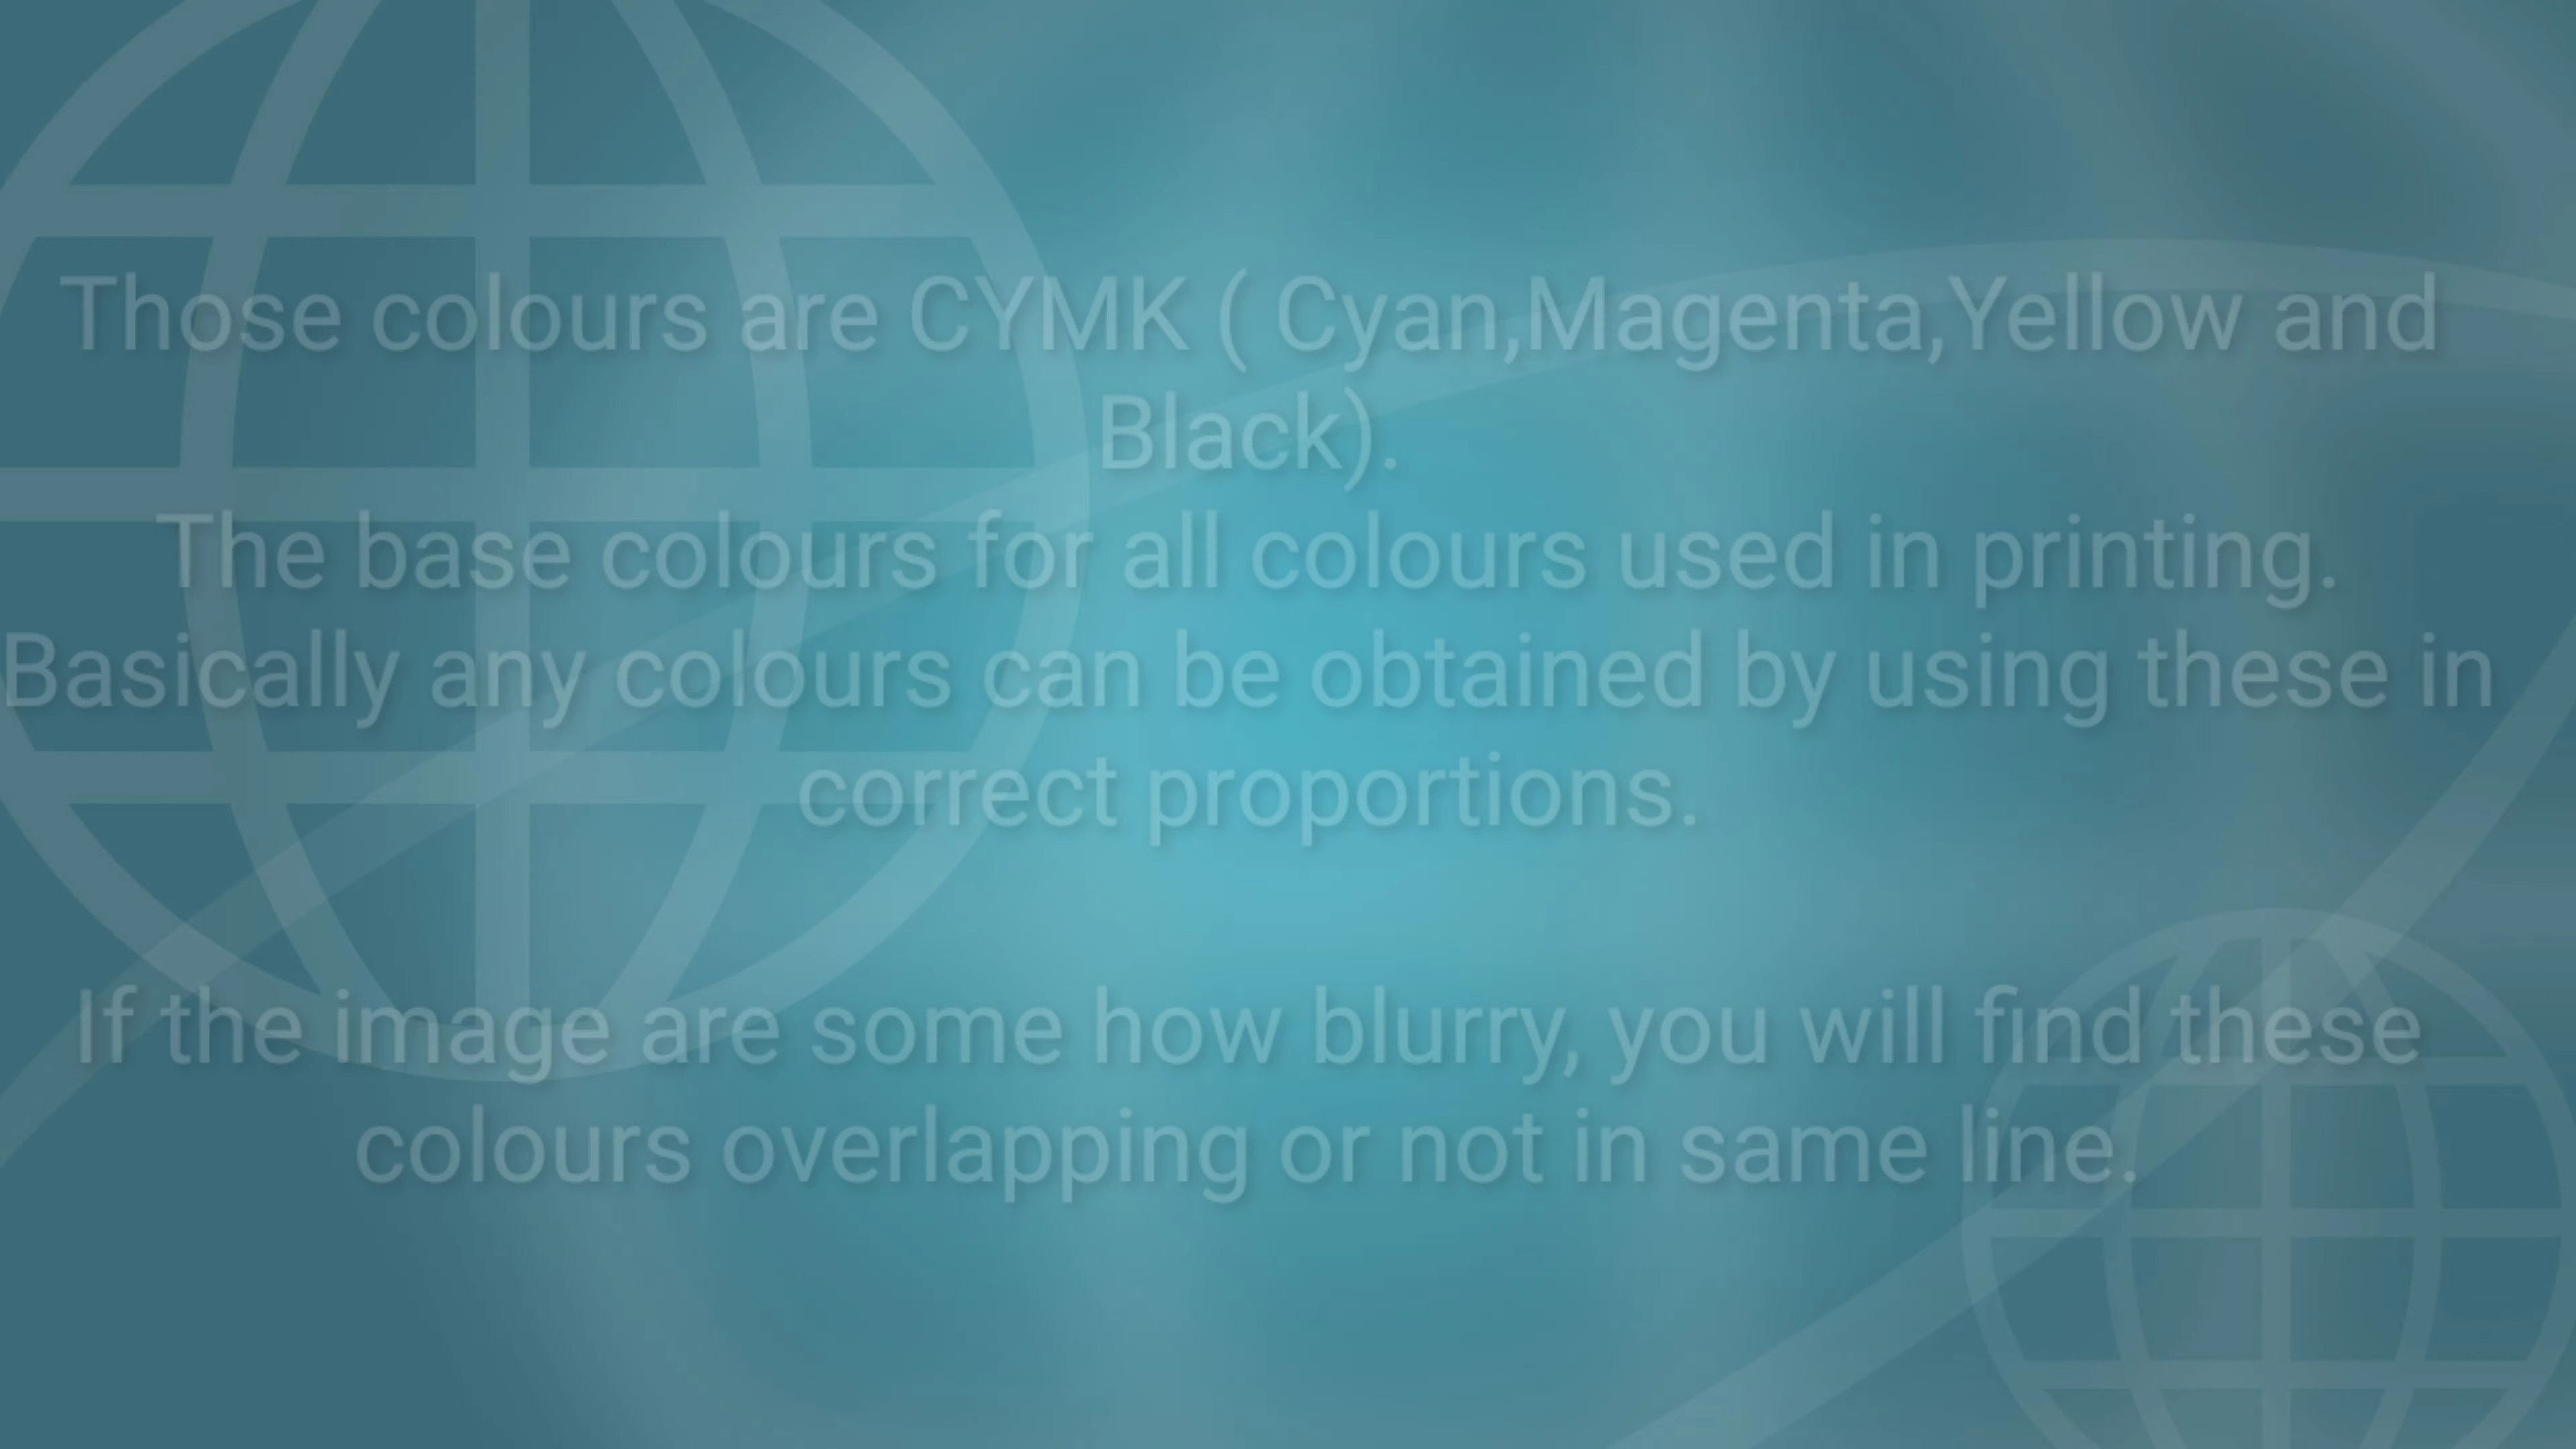 Those colours are CYMK ( Cyan,Magenta,Yellow and
Black).
The base colours for all colours used in printing.
Basically any colours can be obtained by using these in
correct proportions.
If the image are some how blurry, you will find these
colours overlapping or not in same line.